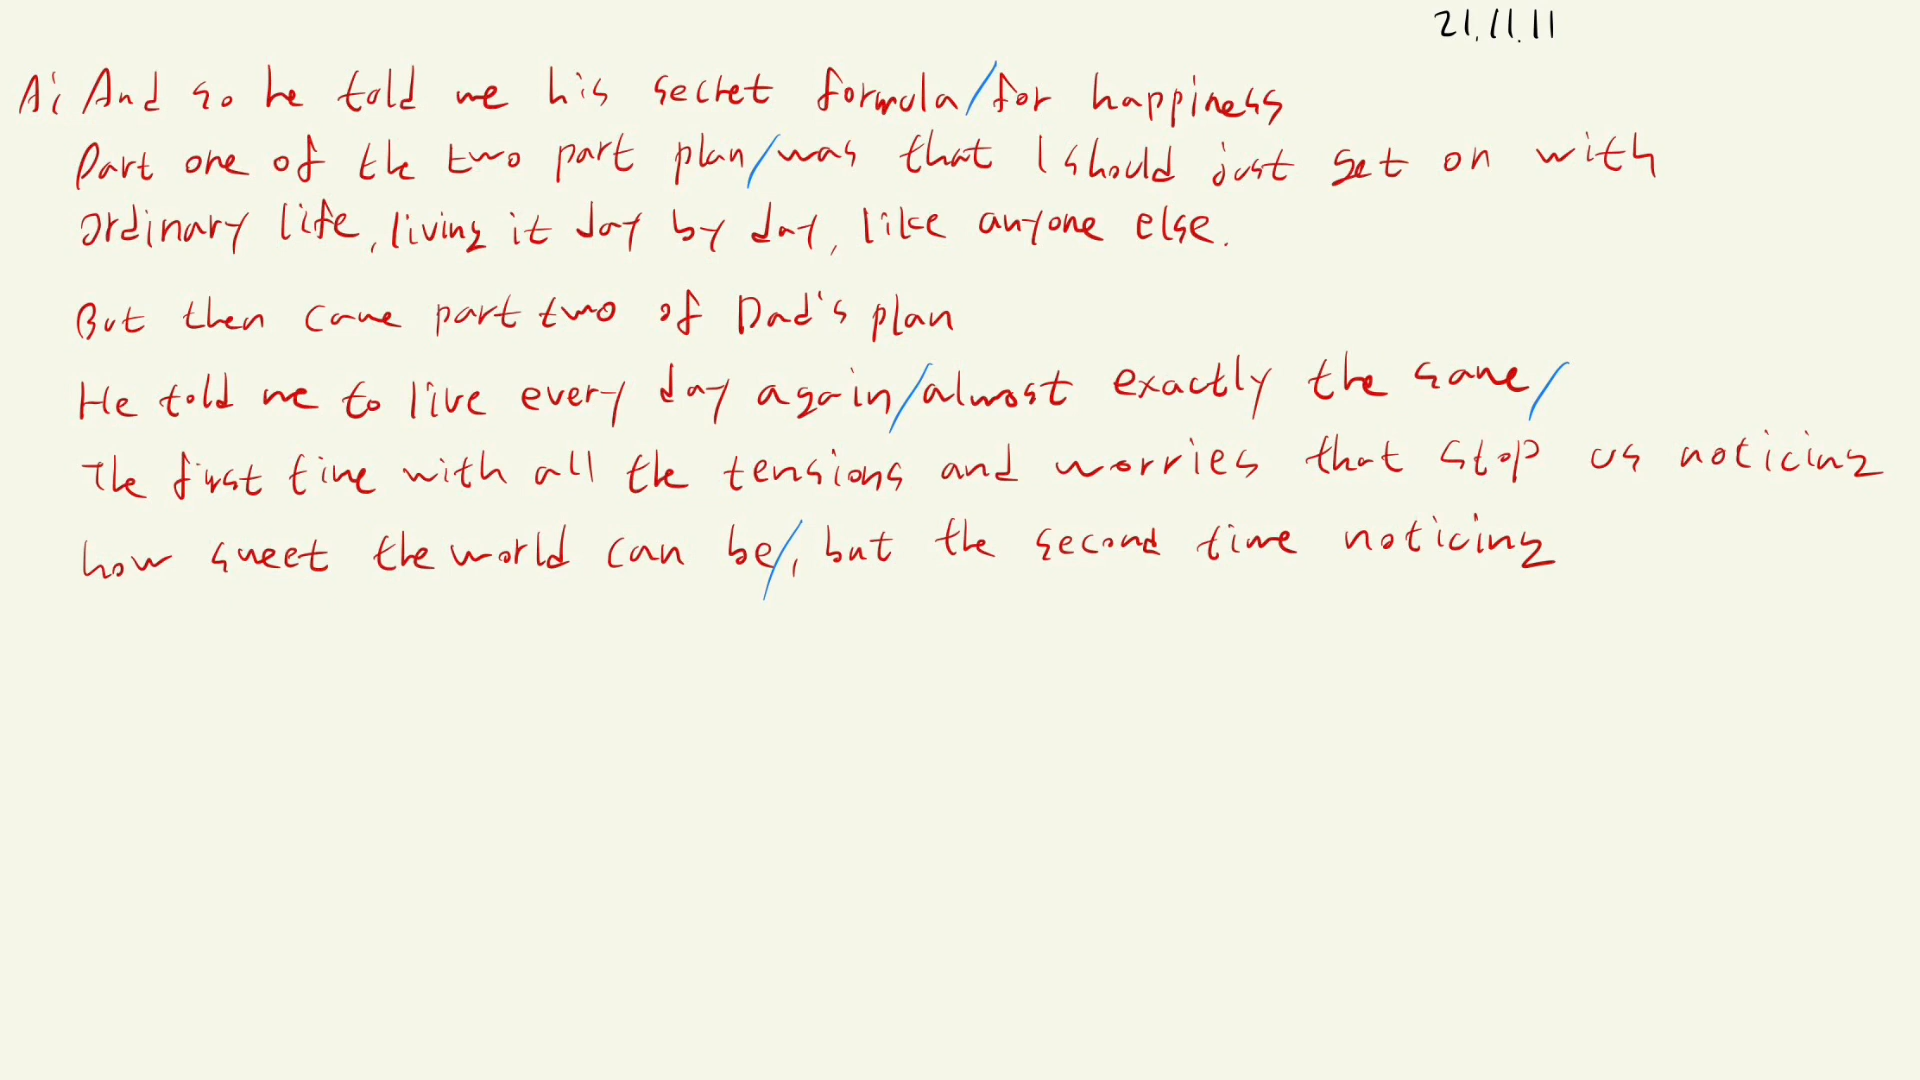 21.11.11
A: And so he told me his secret formula/for happiness
Part one of the two part plan/was that I should just get on with
ordinary life, living it day by day, like anyone else.
But then came part two of Dad's plan
He told me to live every day again/almost exactly the same/
The first time with all the tensions and worries that stop us noticing
how sweet the world can be/, but the second time noticing